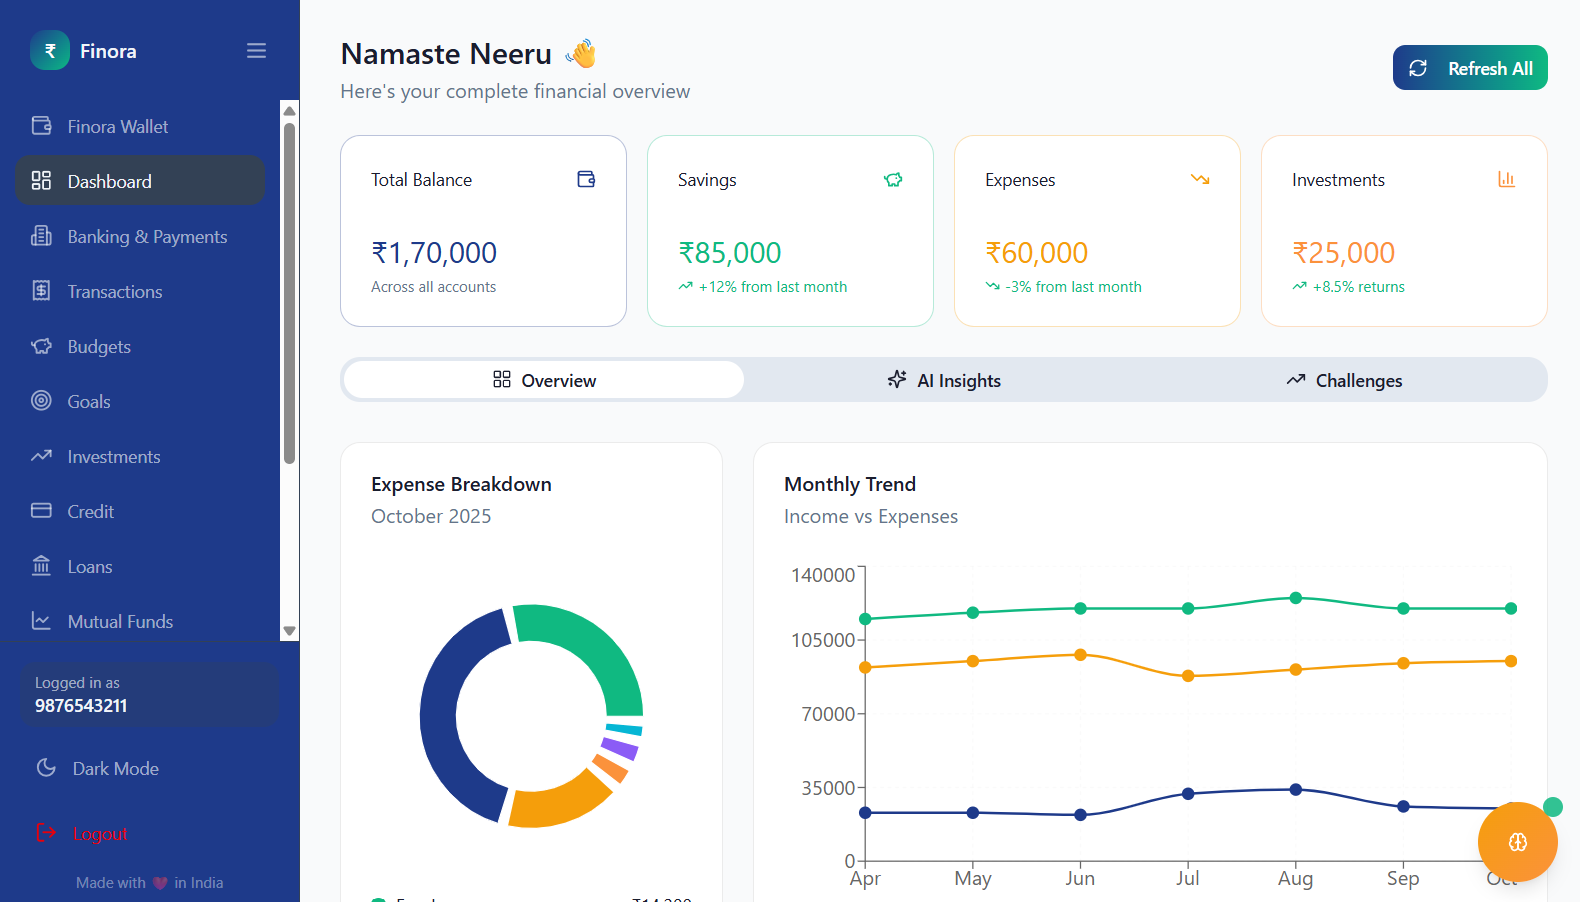 ₹ Finora
Finora Wallet
Dashboard
Banking & Payments
Transactions
Budgets
Goals
Investments
Credit
Loans
Mutual Funds
Logged in as
9876543211
Dark Mode
Logout
Made with in India
Namaste Neeru
Here's your complete financial overview
Refresh All
Total Balance
₹1,70,000
Across all accounts
Savings
₹85,000
+12% from last month
Expenses
₹60,000
-3% from last month
Investments
₹25,000
+8.5% returns
Overview
AI Insights
Challenges
Expense Breakdown
October 2025
Monthly Trend
Income vs Expenses
140000
105000
70000
35000
0
Apr May Jun Jul Aug Sep Oct